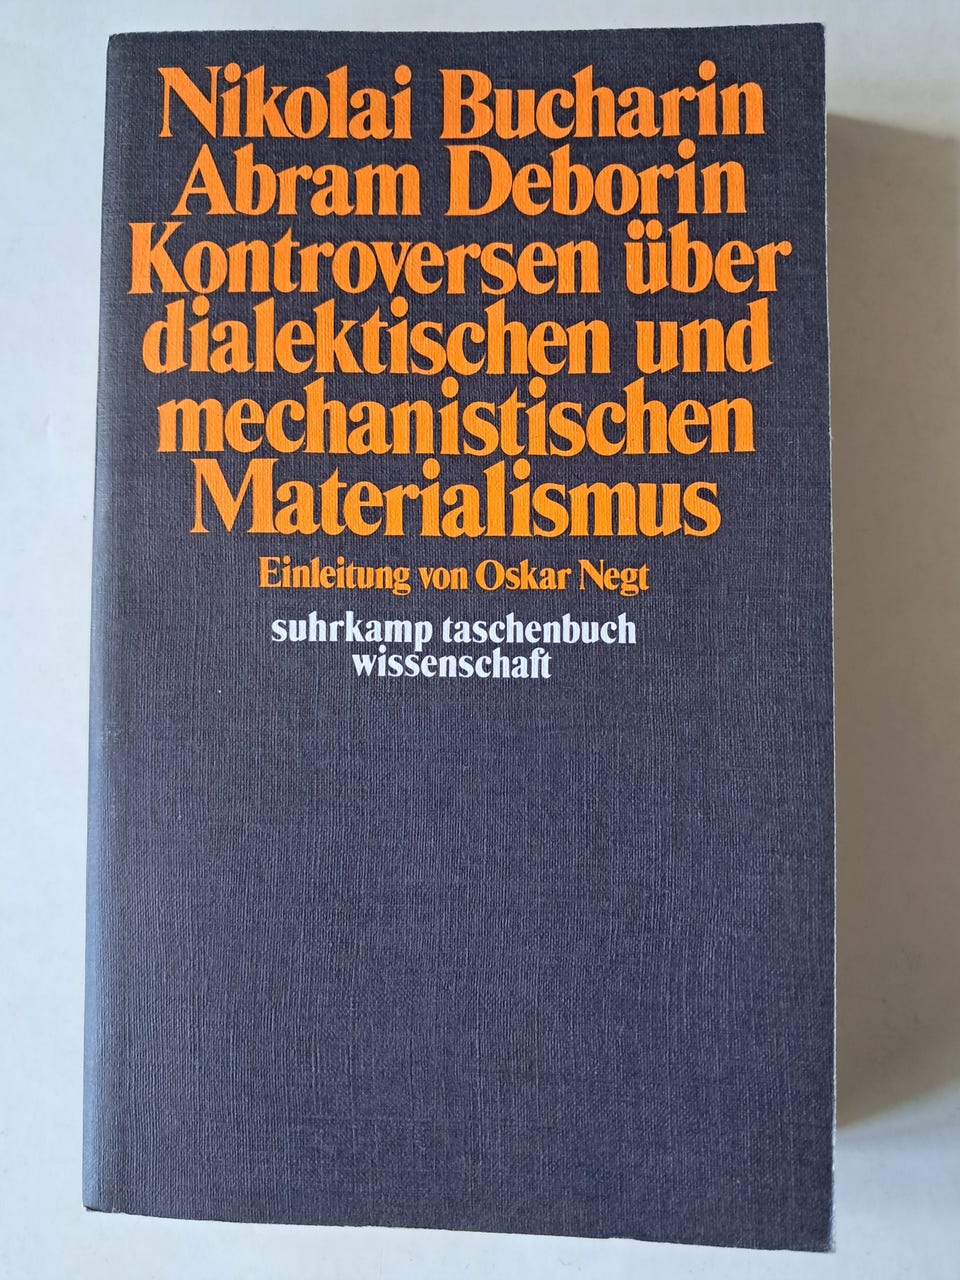 Nikolai Bucharin
Abram Deborin
Kontroversen über
dialektischen und
mechanistischen
Materialismus
Einleitung von Oskar Negt
suhrkamp taschenbuch
wissenschaft